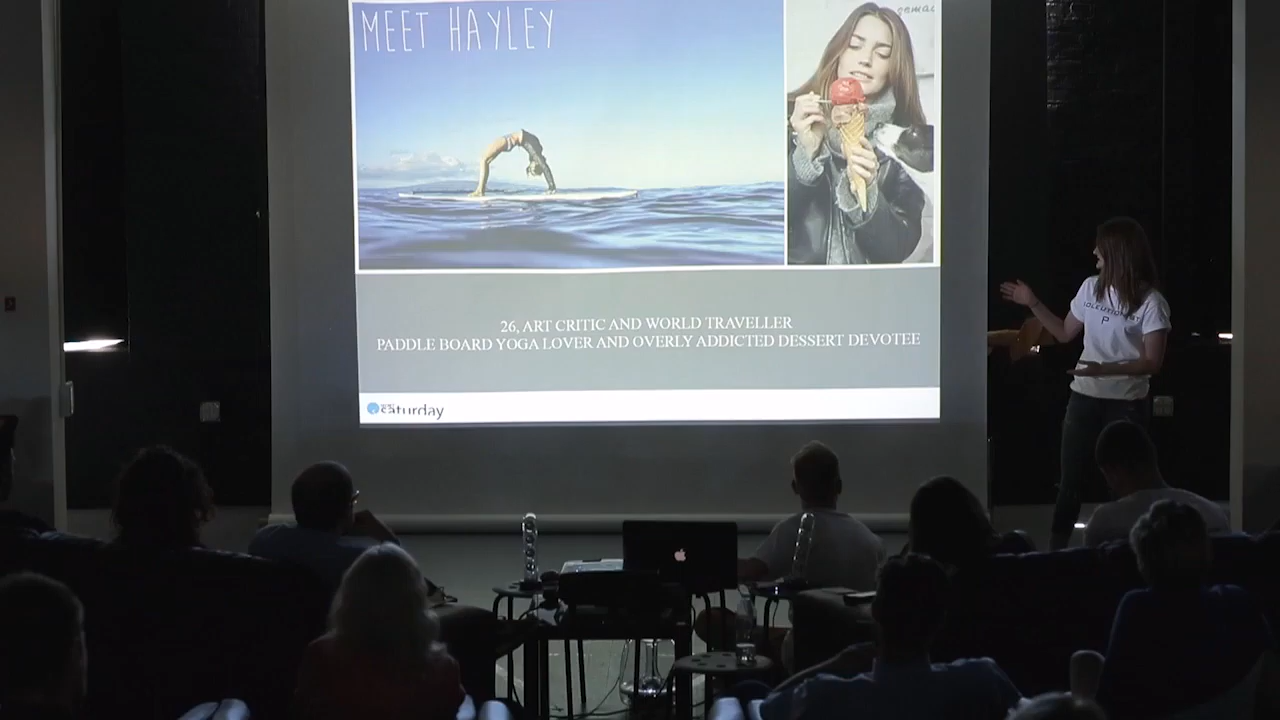 MEET HAYLEY
26, ART CRITIC AND WORLD TRAVELLER
PADDLE BOARD YOGA LOVER AND OVERLY ADDICTED DESSERT DEVOTEE
saturday
P